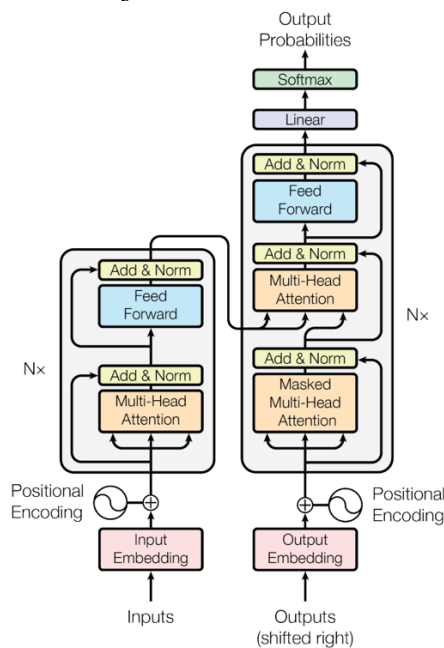 Output
Probabilities
Softmax
Linear
Add & Norm
Feed
Forward
Add & Norm
Multi-Head
Attention
Nx
Add & Norm
Masked
Multi-Head
Attention
Add & Norm
Feed
Forward
Nx
Add & Norm
Multi-Head
Attention
Positional
Encoding
Positional
Encoding
Input
Embedding
Output
Embedding
Inputs
Outputs
(shifted right)